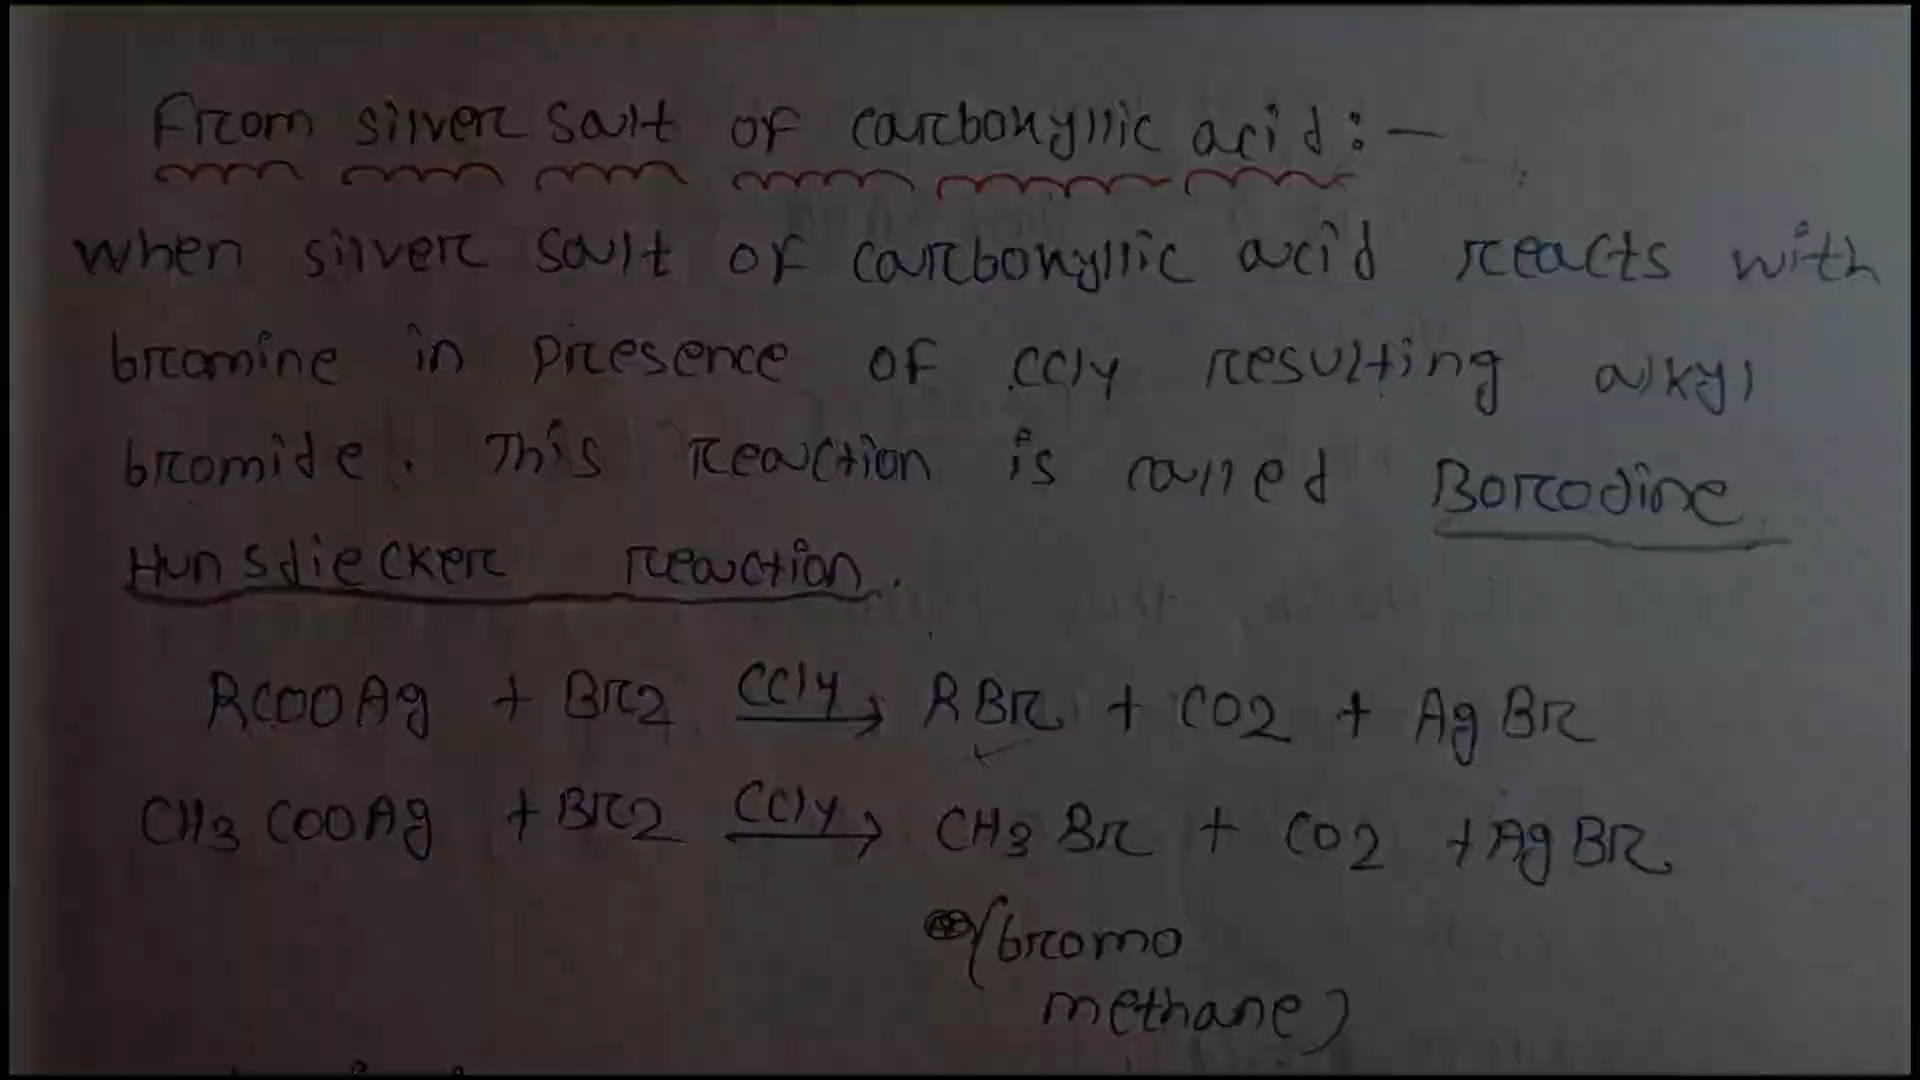 From silver salt of carboxyllic acid:-
when silver salt of carboxyllic acid reacts with
bromine in presence of CCl4 resulting alkyl
bromide. This reaction is called Borodine
Hunsdiecker reaction.
RCOOAg + Br2 CCl4 → RBr + CO2 + AgBr
CH3COOAg + Br2 CCl4 → CH3Br + CO2 + AgBr
(bromo
methane)